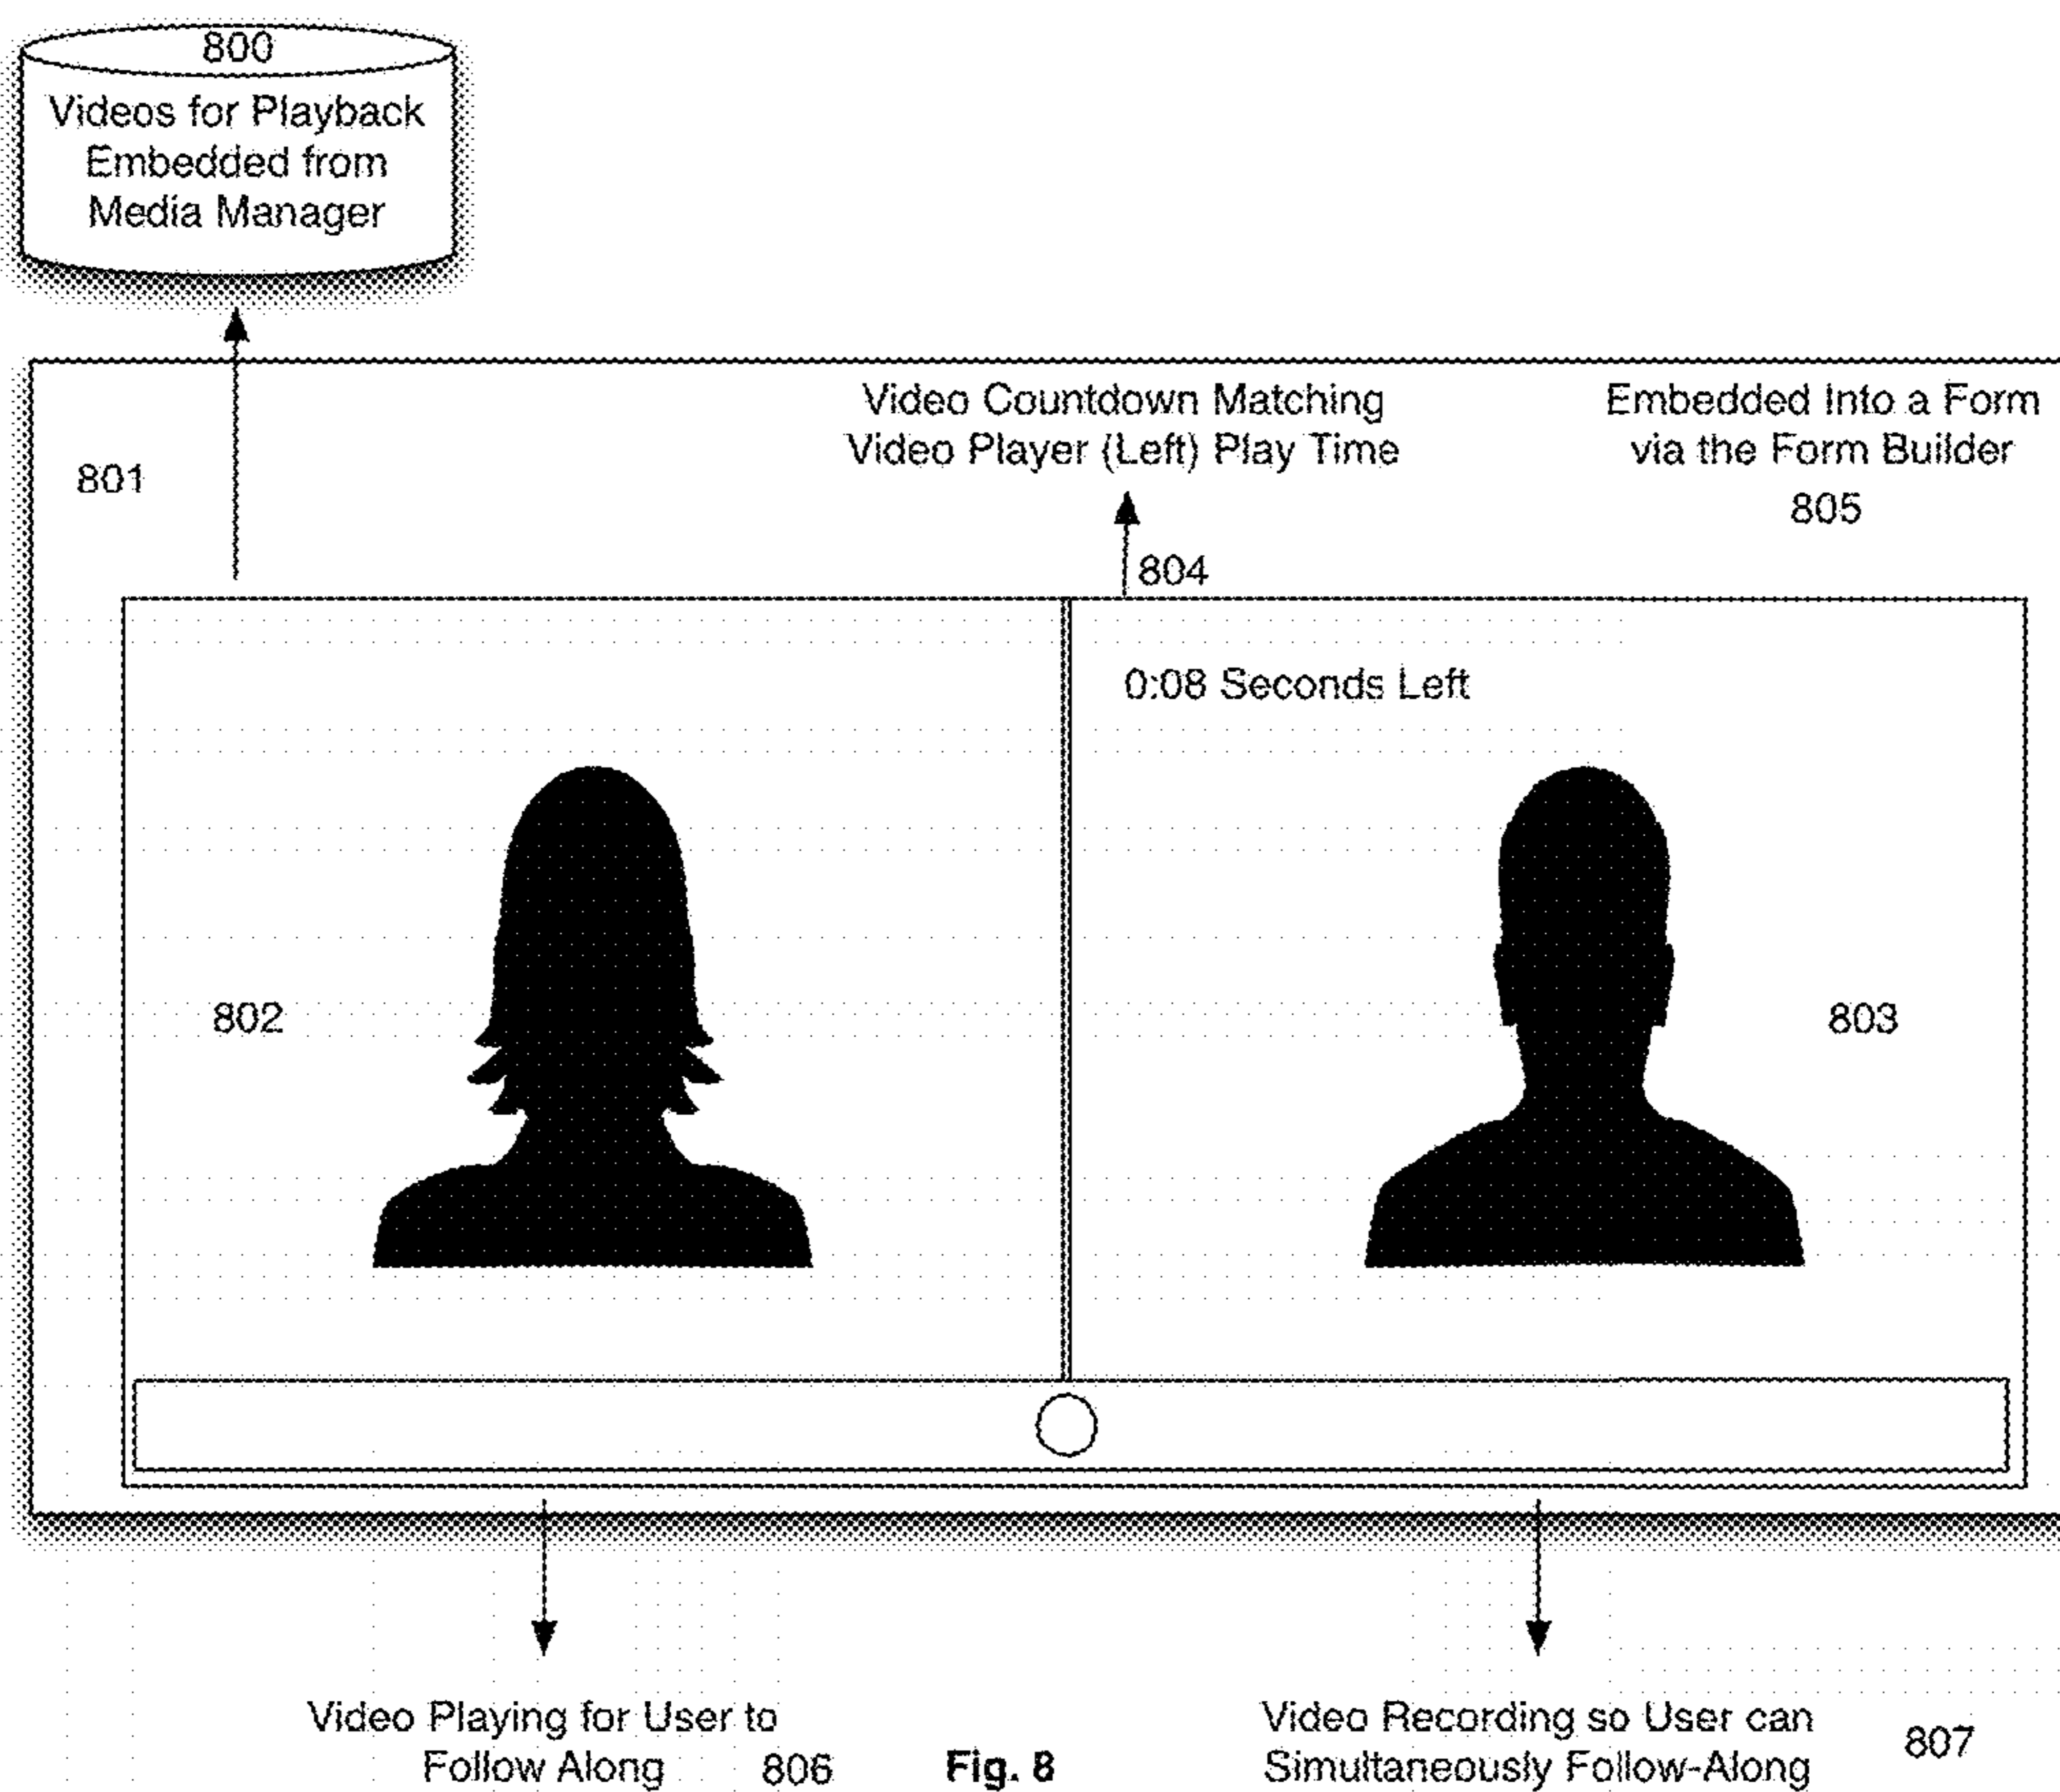 800
Videos for Playback
Embedded from
Media Manager
801
Video Countdown Matching
Video Player (Left) Play Time
804
Embedded Into a Form
via the Form Builder
805
0:08 Seconds Left
802
803
Video Playing for User to
Follow Along
806
Fig. 8
Video Recording so User can
Simultaneously Follow-Along
807